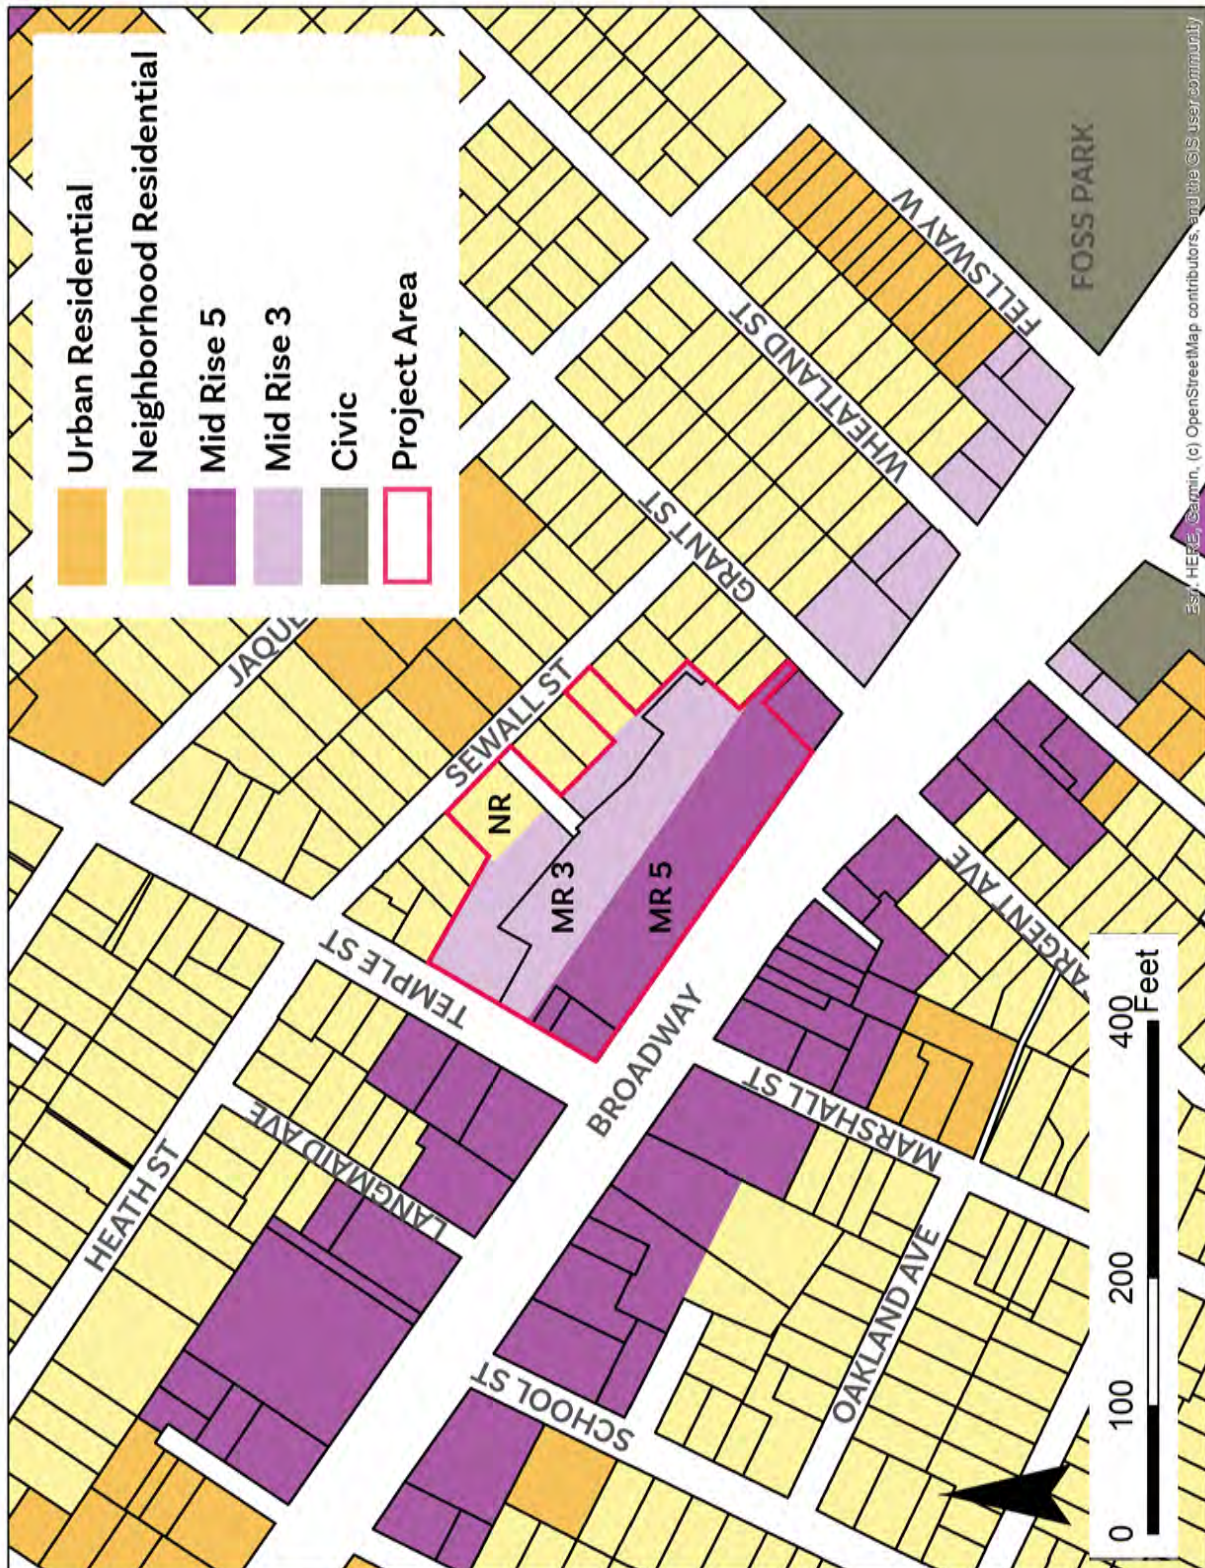 Urban Residential
Neighborhood Residential
Mid Rise 5
Mid Rise 3
Civic
Project Area
JAQUE
SEWALL ST
GRANT ST
WHEATLAND ST
FELLSWAY W
FOSS PARK
HEATH ST
TEMPLE ST
LANGMAID AVE
NR
MR 3
MR 5
BROADWAY
SCHOOL ST
MARSHALL ST
OAKLAND AVE
ARGENT AVE
0 100 200 400
Feet
Esri, HERE, Garmin, (c) OpenStreetMap contributors, and the GIS user community